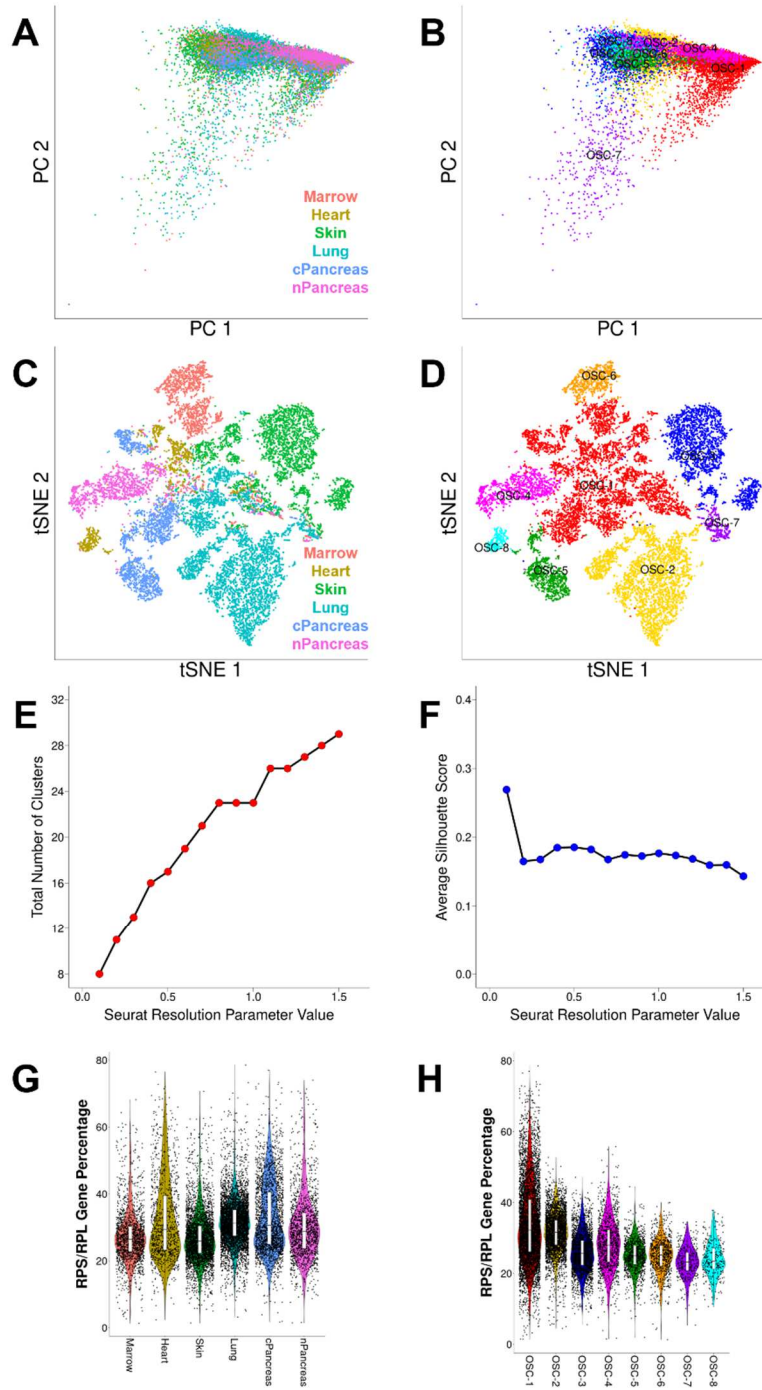 A
PC 2
Marrow
Heart
Skin
Lung
cPancreas
nPancreas
PC 1
B
PC 2
OSC-2
OSC-4
OSC-1
OSC-5
OSC-7
PC 1
C
tSNE 2
Marrow
Heart
Skin
Lung
cPancreas
nPancreas
tSNE 1
D
tSNE 2
OSC-6
OSC-4
OSC-1
OSC-7
OSC-8
OSC-5
OSC-2
tSNE 1
E
Total Number of Clusters
32
28
24
20
16
12
8
0.0
0.5
1.0
1.5
Seurat Resolution Parameter Value
F
Average Silhouette Score
0.4
0.3
0.2
0.1
0.0
0.0
0.5
1.0
1.5
Seurat Resolution Parameter Value
G
RPS/RPL Gene Percentage
80
60
40
20
0
Marrow
Heart
Skin
Lung
cPancreas
nPancreas
H
RPS/RPL Gene Percentage
80
60
40
20
0
OSC-1
OSC-2
OSC-3
OSC-4
OSC-5
OSC-6
OSC-7
OSC-8